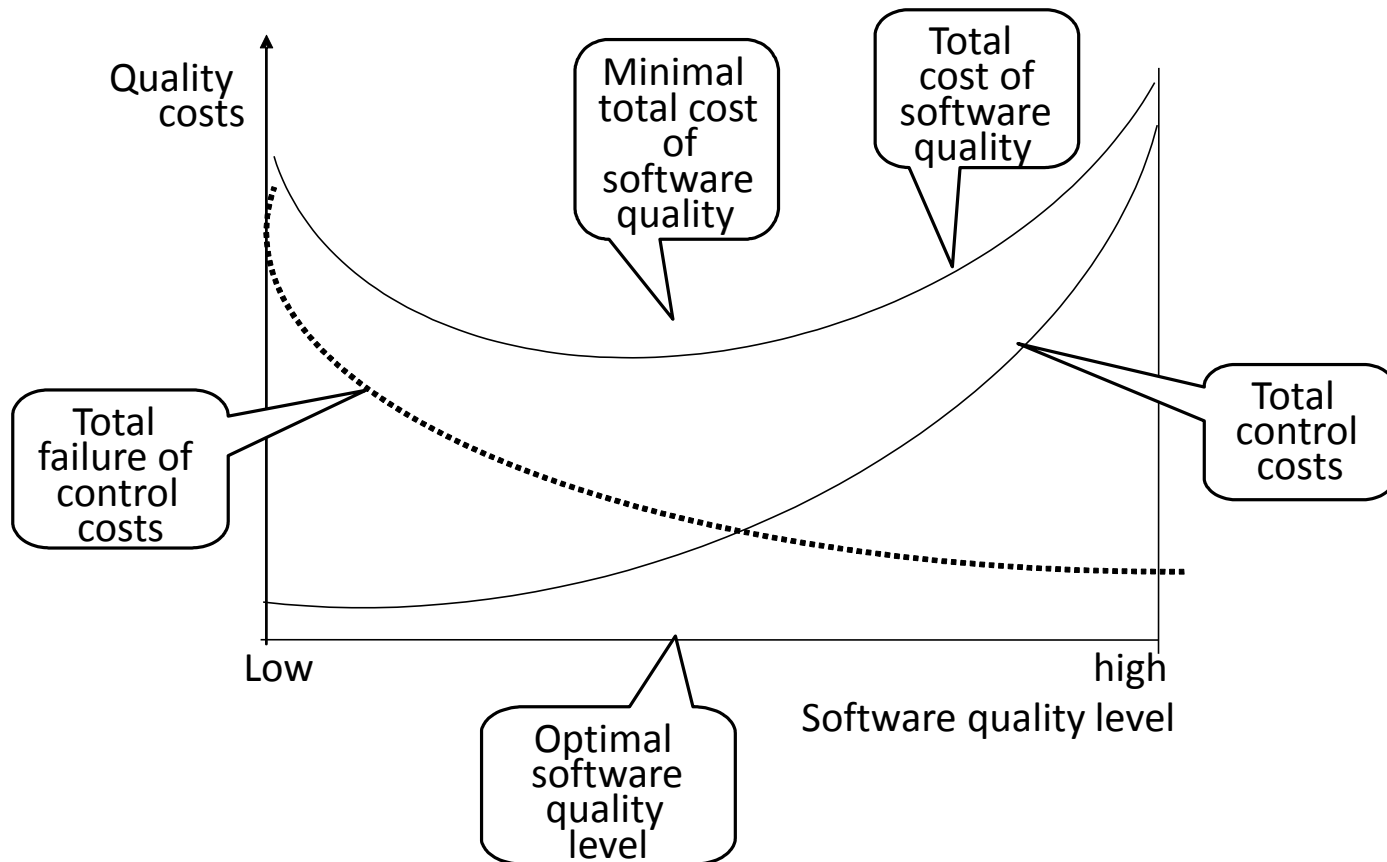 Quality
costs
Minimal
total cost
of
software
quality
Total
cost of
software
quality
Total
failure of
control
costs
Total
control
costs
Low
high
Software quality level
Optimal
software
quality
level